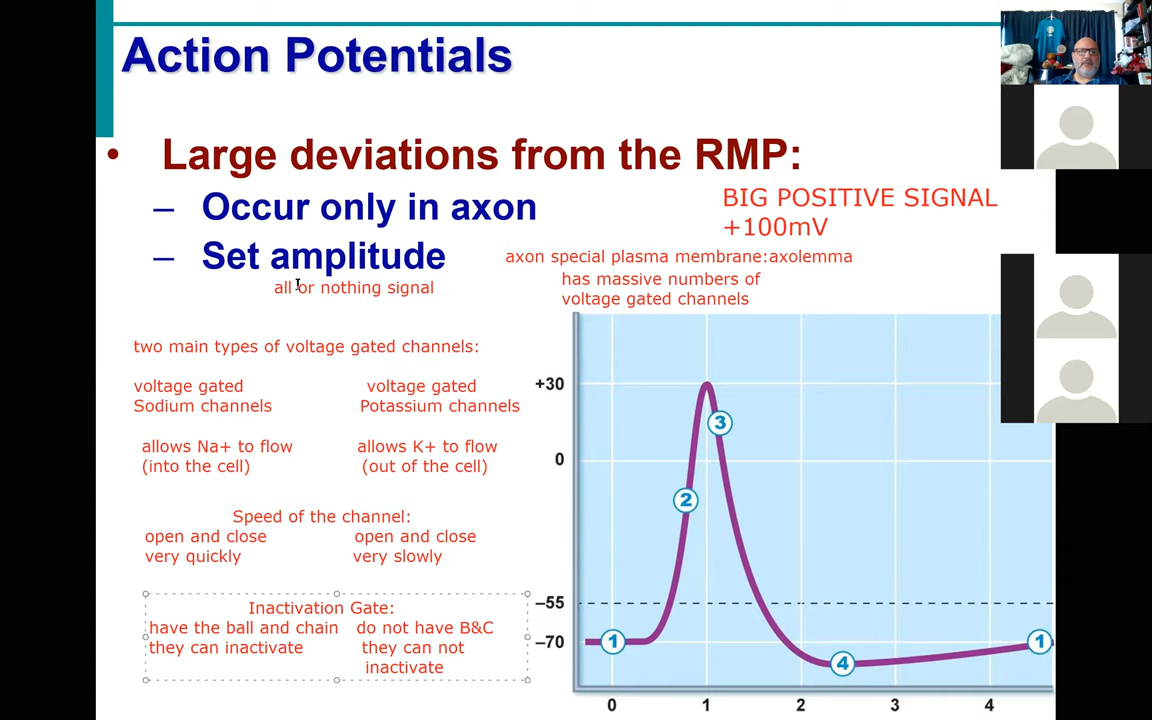 Action Potentials
• Large deviations from the RMP:
– Occur only in axon
– Set amplitude
BIG POSITIVE SIGNAL
+100mV
axon special plasma membrane:axolemma
has massive numbers of
voltage gated channels
all or nothing signal
two main types of voltage gated channels:
voltage gated
Sodium channels
voltage gated
Potassium channels
allows Na+ to flow
(into the cell)
allows K+ to flow
(out of the cell)
Speed of the channel:
open and close
very quickly
open and close
very slowly
Inactivation Gate:
have the ball and chain
they can inactivate
do not have B&C
they can not
inactivate
+30
0
–55
–70
1
2
3
4
1
0 1 2 3 4